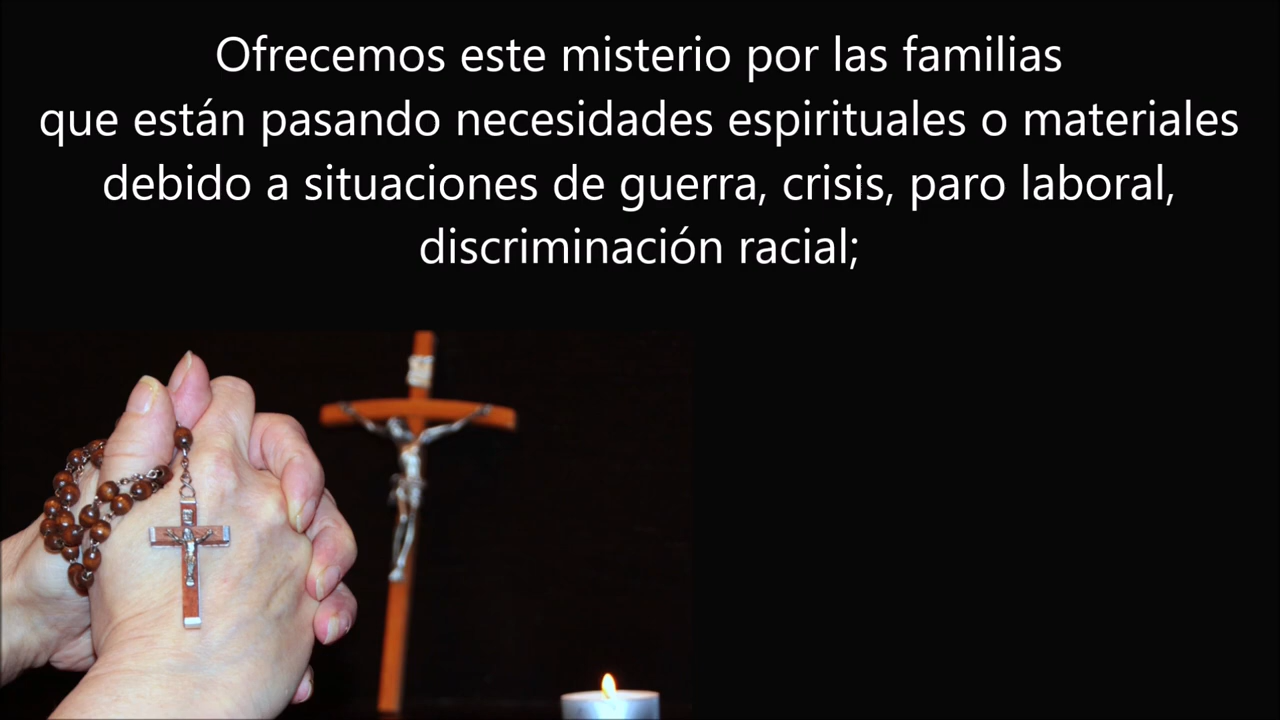 Ofrecemos este misterio por las familias
que están pasando necesidades espirituales o materiales
debido a situaciones de guerra, crisis, paro laboral,
discriminación racial;